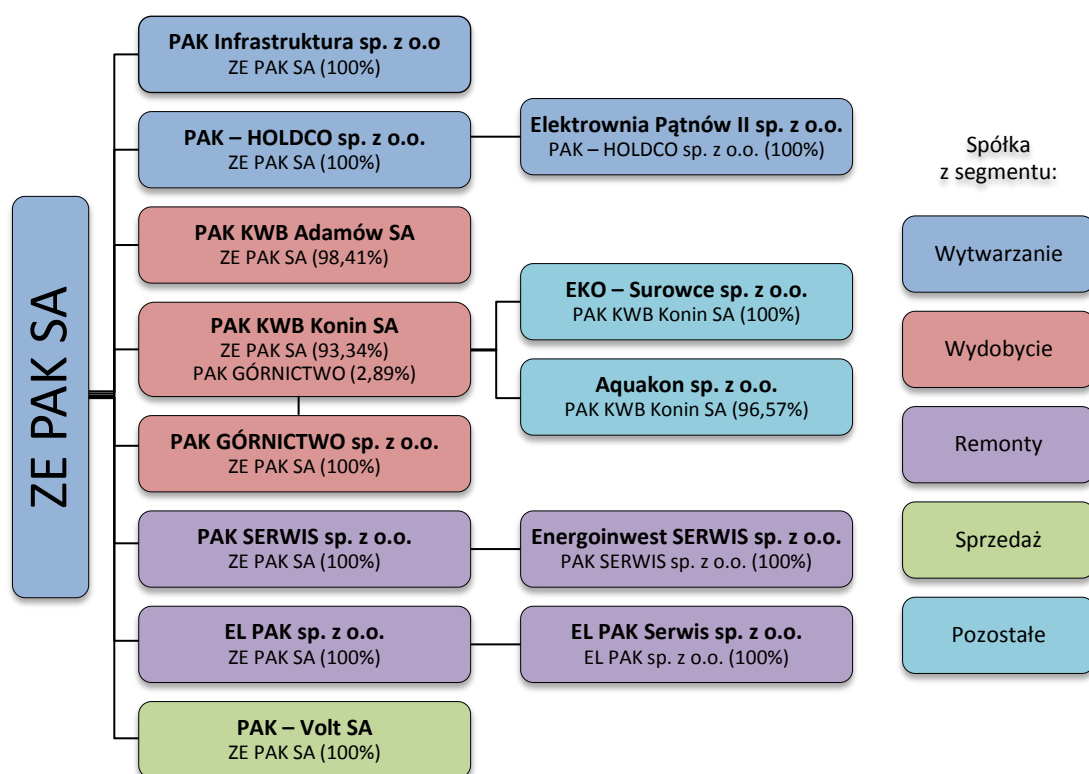 ZE PAK SA
PAK Infrastruktura sp. z o.o
ZE PAK SA (100%)
PAK – HOLDCO sp. z o.o.
ZE PAK SA (100%)
Elektrownia Pątnów II sp. z o.o.
PAK – HOLDCO sp. z o.o. (100%)
PAK KWB Adamów SA
ZE PAK SA (98,41%)
PAK KWB Konin SA
ZE PAK SA (93,34%)
PAK GÓRNICTWO (2,89%)
EKO – Surowce sp. z o.o.
PAK KWB Konin SA (100%)
Aquakon sp. z o.o.
PAK KWB Konin SA (96,57%)
PAK GÓRNICTWO sp. z o.o.
ZE PAK SA (100%)
PAK SERWIS sp. z o.o.
ZE PAK SA (100%)
Energoinwest SERWIS sp. z o.o.
PAK SERWIS sp. z o.o. (100%)
EL PAK sp. z o.o.
ZE PAK SA (100%)
EL PAK Serwis sp. z o.o.
EL PAK sp. z o.o. (100%)
PAK – Volt SA
ZE PAK SA (100%)
Spółka
z segmentu:
Wytwarzanie
Wydobycie
Remonty
Sprzedaż
Pozostałe